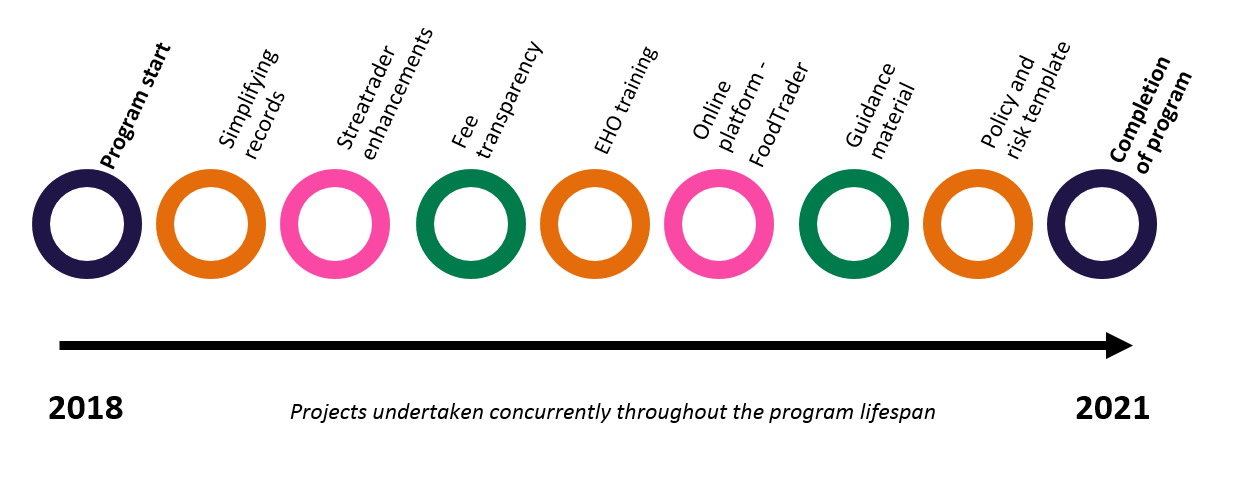 Program start
Simplifying
records
Streatrader
enhancements
Fee
transparency
EHO training
Online
platform -
FoodTrader
Guidance
material
Policy and
risk template
Completion
of program
2018
Projects undertaken concurrently throughout the program lifespan
2021